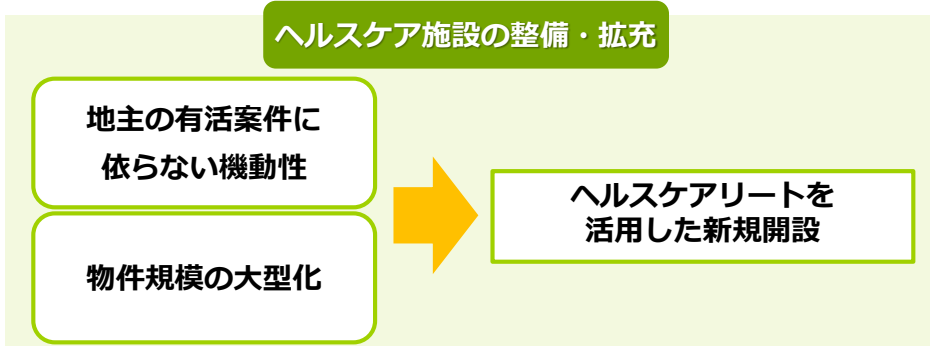 ヘルスケア施設の整備・拡充
地主の有活案件に
依らない機動性
物件規模の大型化
ヘルスケアリートを
活用した新規開設